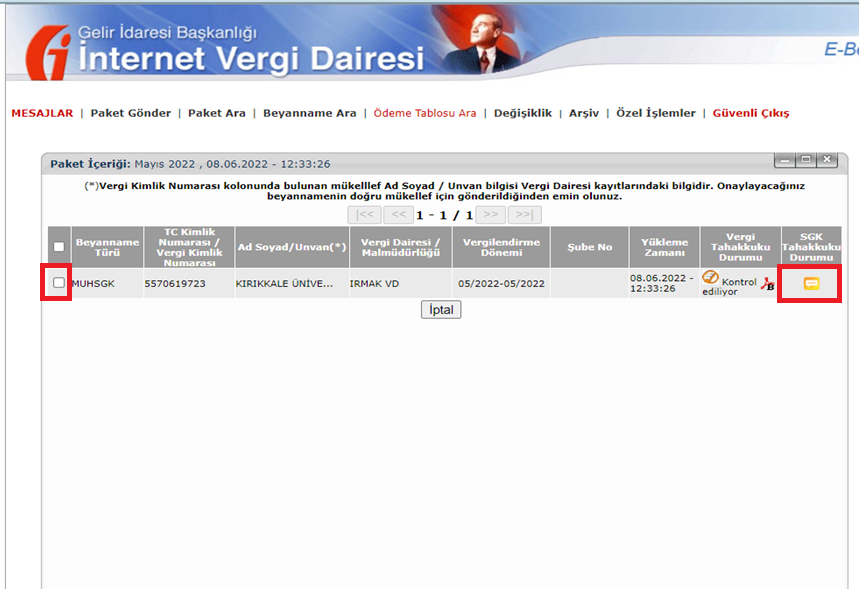 Gelir İdaresi Başkanlığı
İnternet Vergi Dairesi
MESAJLAR | Paket Gönder | Paket Ara | Beyanname Ara | Ödeme Tablosu Ara | Değişiklik | Arşiv | Özel İşlemler | Güvenli Çıkış
Paket İçeriği: Mayıs 2022 , 08.06.2022 - 12:33:26
(*)Vergi Kimlik Numarası kolonunda bulunan mükelllef Ad Soyad / Unvan bilgisi Vergi Dairesi kayıtlarındaki bilgidir. Onaylayacağınız
beyannamenin doğru mükellef için gönderildiğinden emin olunuz.
|<< << 1 - 1 / 1 >> >>|
Beyanname
Türü
TC Kimlik
Numarası /
Vergi Kimlik
Numarası
Ad Soyad/Unvan(*)
Vergi Dairesi /
Malmüdürlüğü
Vergilendirme
Dönemi
Şube No
Yükleme
Zamanı
Vergi
Tahakkuku
Durumu
SGK
Tahakkuku
Durumu
MUHSGK
5570619723
KIRIKKALE ÜNİVE...
IRMAK VD
05/2022-05/2022
08.06.2022 -
12:33:26
Kontrol
ediliyor
İptal